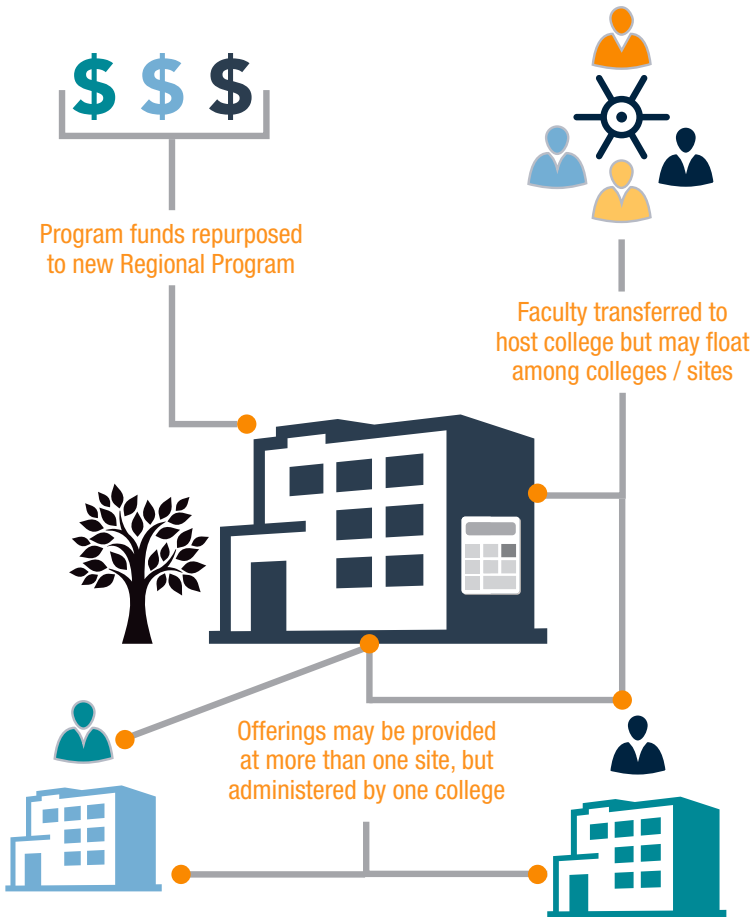 $ $ $
Program funds repurposed
to new Regional Program
Faculty transferred to
host college but may float
among colleges / sites
Offerings may be provided
at more than one site, but
administered by one college